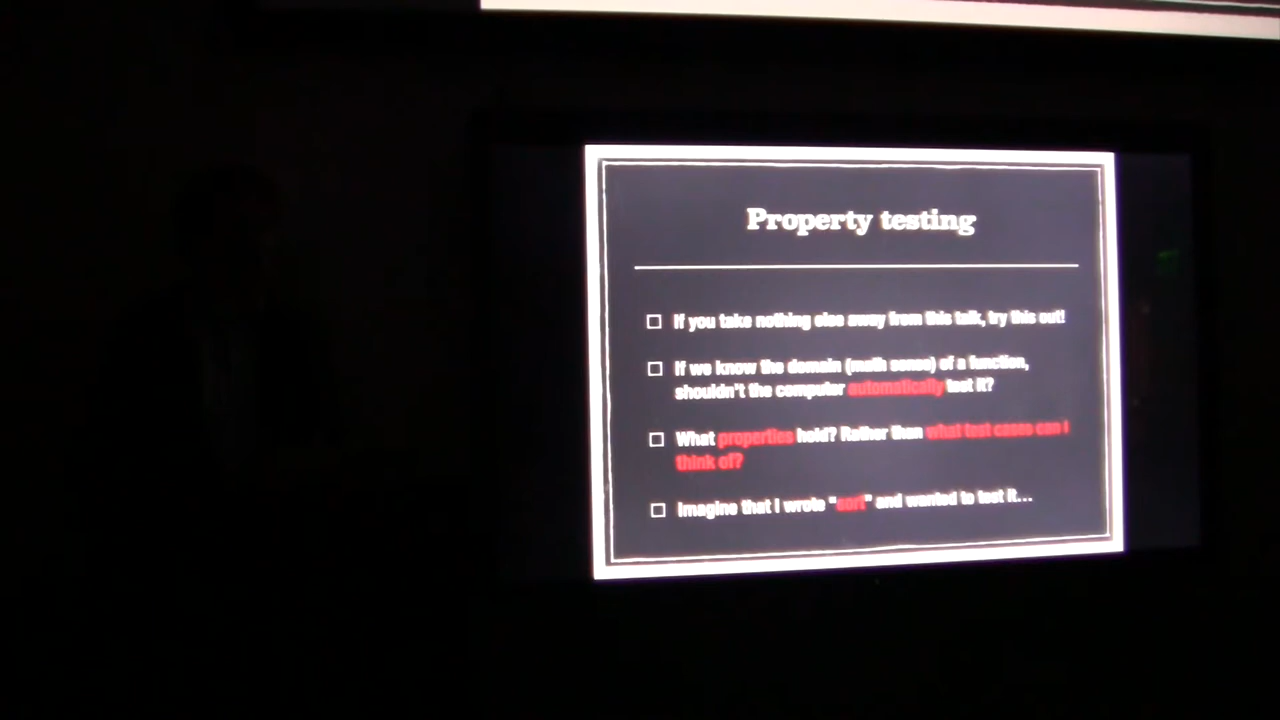 Property testing
If you take nothing else away from this talk, try this out!
If we know the domain (math sense) of a function,
shouldn't the computer automatically test it?
What properties hold? Rather than what test cases can I
think of?
Imagine that I wrote "sort" and wanted to test it...